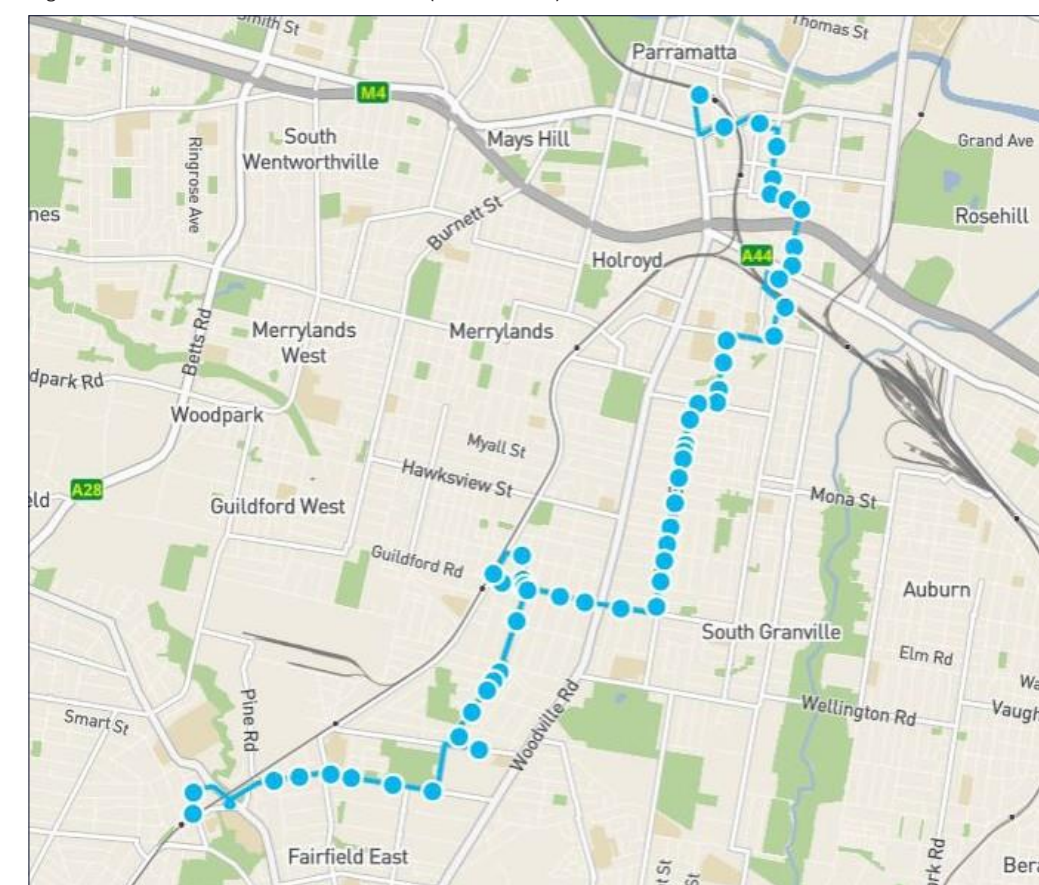 Smith St
Thomas St
Parramatta
M4
South
Wentworthville
Mays Hill
Grand Ave
Ringrose Ave
nes
Burnett St
Rosehill
Holroyd
A44
Betts Rd
Merrylands
West
Merrylands
dpark Rd
Woodpark
Myall St
Hawksview St
A28
eld
Guildford West
Mona St
Guildford Rd
Auburn
South Granville
Elm Rd
Wa
Pine Rd
Smart St
Woodville Rd
Wellington Rd
Vaugh
Fairfield East
t St
St
rk Rd
Bera